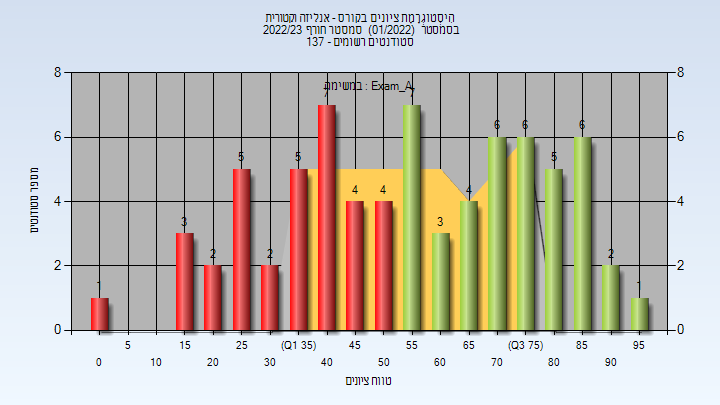 היסטוגרמת ציונים בקורס - אנליזה וקטורית
בסמסטר (01/2022) סמסטר חורף 2022/23
סטודנטים רשומים - 137
במשימת : Exam_A
8 8
6 6
4 4
2 2
0 0
מספר סטודנטים
1 3 2 5 2 5 7 4 4 7 3 4 6 6 5 6 2 1
5 15 25 (Q1 35) 45 55 65 (Q3 75) 85 95
0 10 20 30 40 50 60 70 80 90
טווח ציונים